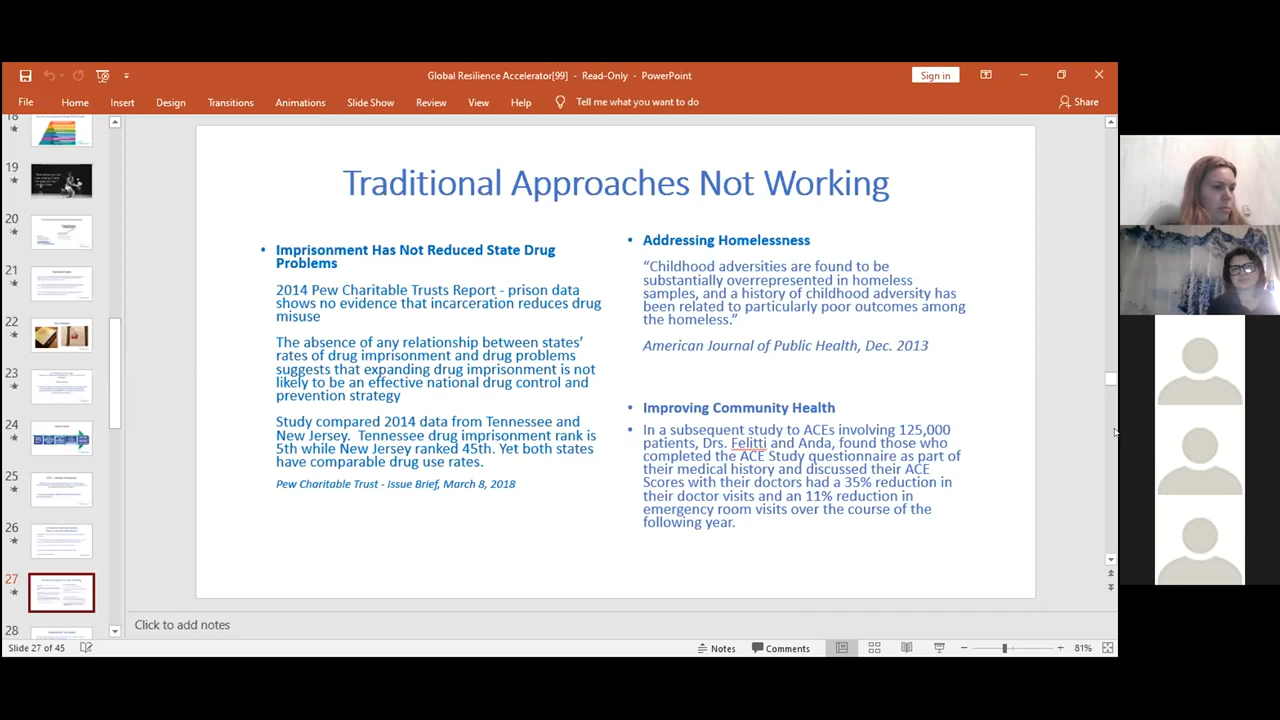 Global Resilience Accelerator[99] - Read-Only - PowerPoint
Sign in
File
Home
Insert
Design
Transitions
Animations
Slide Show
Review
View
Help
Tell me what you want to do
Share
18
19
20
21
22
23
24
25
26
27
28
Traditional Approaches Not Working
• Imprisonment Has Not Reduced State Drug
Problems
2014 Pew Charitable Trusts Report - prison data
shows no evidence that incarceration reduces drug
misuse
The absence of any relationship between states’
rates of drug imprisonment and drug problems
suggests that expanding drug imprisonment is not
likely to be an effective national drug control and
prevention strategy
Study compared 2014 data from Tennessee and
New Jersey. Tennessee drug imprisonment rank is
5th while New Jersey ranked 45th. Yet both states
have comparable drug use rates.
Pew Charitable Trust - Issue Brief, March 8, 2018
• Addressing Homelessness
“Childhood adversities are found to be
substantially overrepresented in homeless
samples, and a history of childhood adversity has
been related to particularly poor outcomes among
the homeless.”
American Journal of Public Health, Dec. 2013
• Improving Community Health
• In a subsequent study to ACEs involving 125,000
patients, Drs. Felitti and Anda, found those who
completed the ACE Study questionnaire as part of
their medical history and discussed their ACE
Scores with their doctors had a 35% reduction in
their doctor visits and an 11% reduction in
emergency room visits over the course of the
following year.
Click to add notes
Slide 27 of 45
Notes
Comments
81%